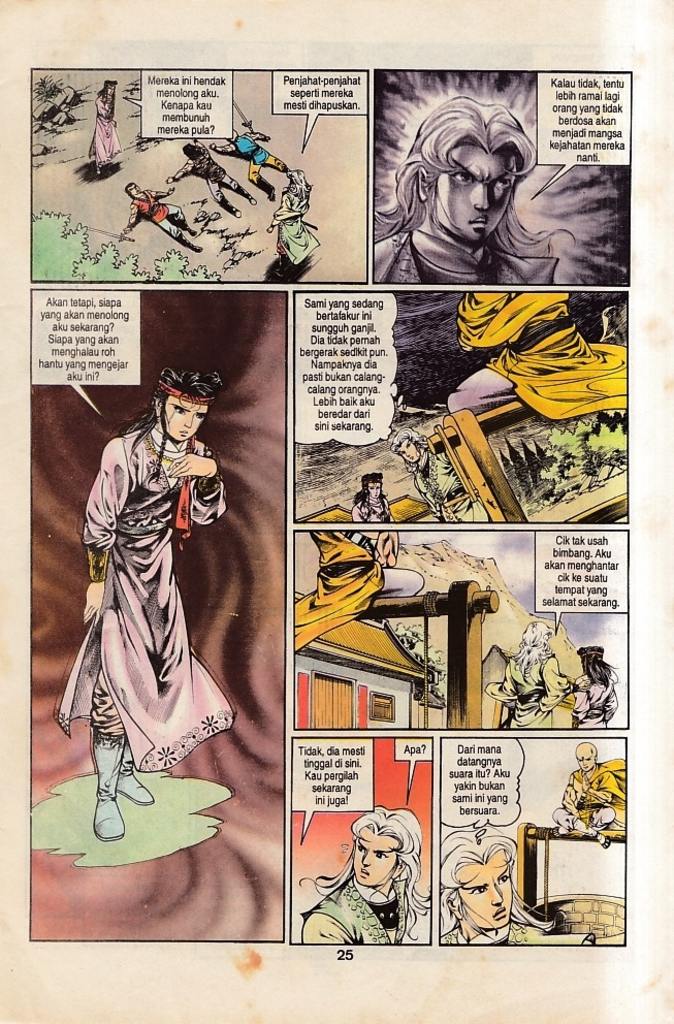 Mereka ini hendak
menolong aku.
Kenapa kau
membunuh
mereka pula?
Penjahat-penjahat
seperti mereka
mesti dihapuskan.
Kalau tidak, tentu
lebih ramai lagi
orang yang tidak
berdosa akan
menjadi mangsa
kejahatan mereka
nanti.
Akan tetapi, siapa
yang akan menolong
aku sekarang?
Siapa yang akan
menghalau roh
hantu yang mengejar
aku ini?
Sami yang sedang
bertafakur ini
sungguh ganjil.
Dia tidak pernah
bergerak sedikit pun.
Nampaknya dia
pasti bukan calang-
calang orangnya.
Lebih baik aku
beredar dari
sini sekarang.
Cik tak usah
bimbang. Aku
akan menghantar
cik ke suatu
tempat yang
selamat sekarang.
Tidak, dia mesti
tinggal di sini.
Kau pergilah
sekarang
ini juga!
Apa?
Dari mana
datangnya
suara itu? Aku
yakin bukan
sami ini yang
bersuara.
25